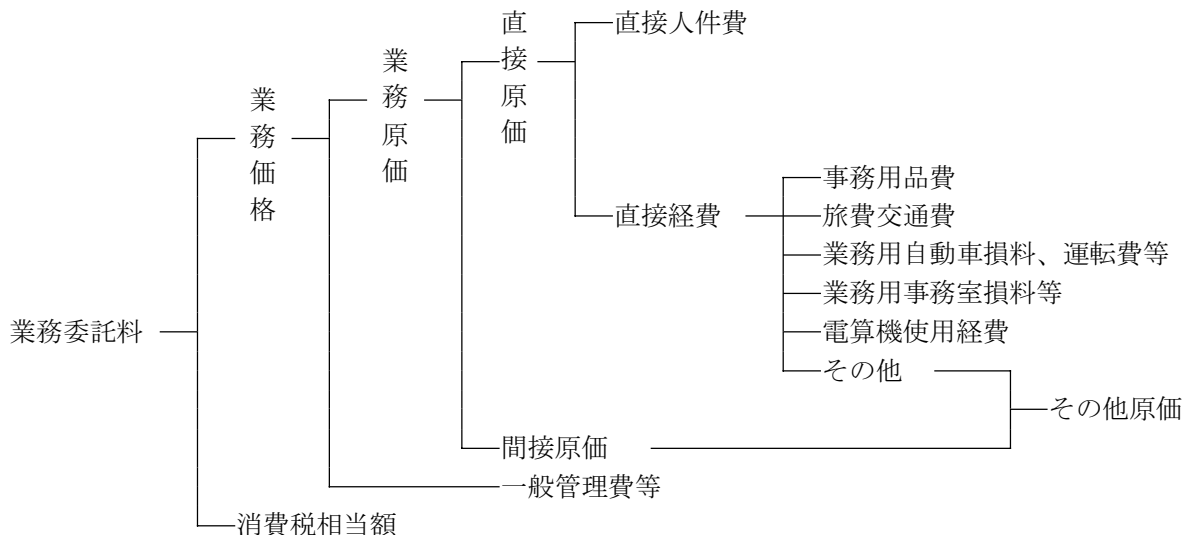 業務委託料
業務価格
業務原価
直接原価
直接人件費
直接経費
事務用品費
旅費交通費
業務用自動車損料、運転費等
業務用事務室損料等
電算機使用経費
その他
その他原価
間接原価
一般管理費等
消費税相当額